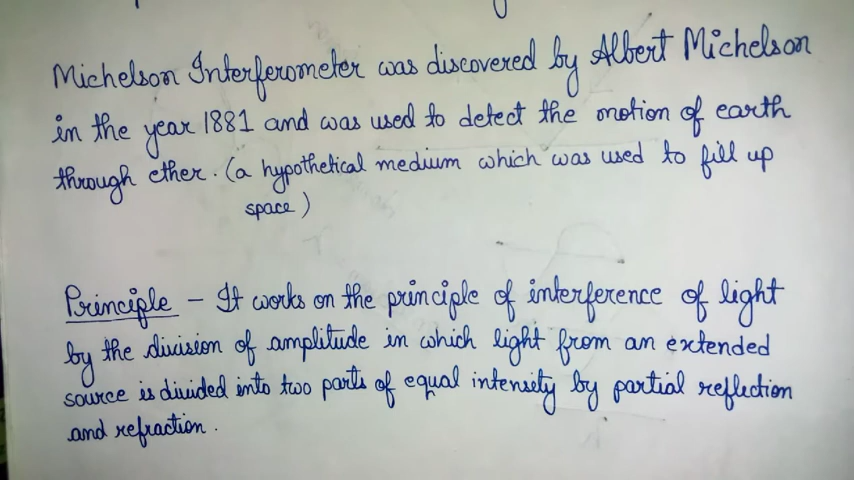 Michelson Interferometer was discovered by Albert Michelson
in the year 1881 and was used to detect the motion of earth
through ether. (a hypothetical medium which was used to fill up
space)
Principle - It works on the principle of interference of light
by the division of amplitude in which light from an extended
source is divided into two parts of equal intensity by partial reflection
and refraction.